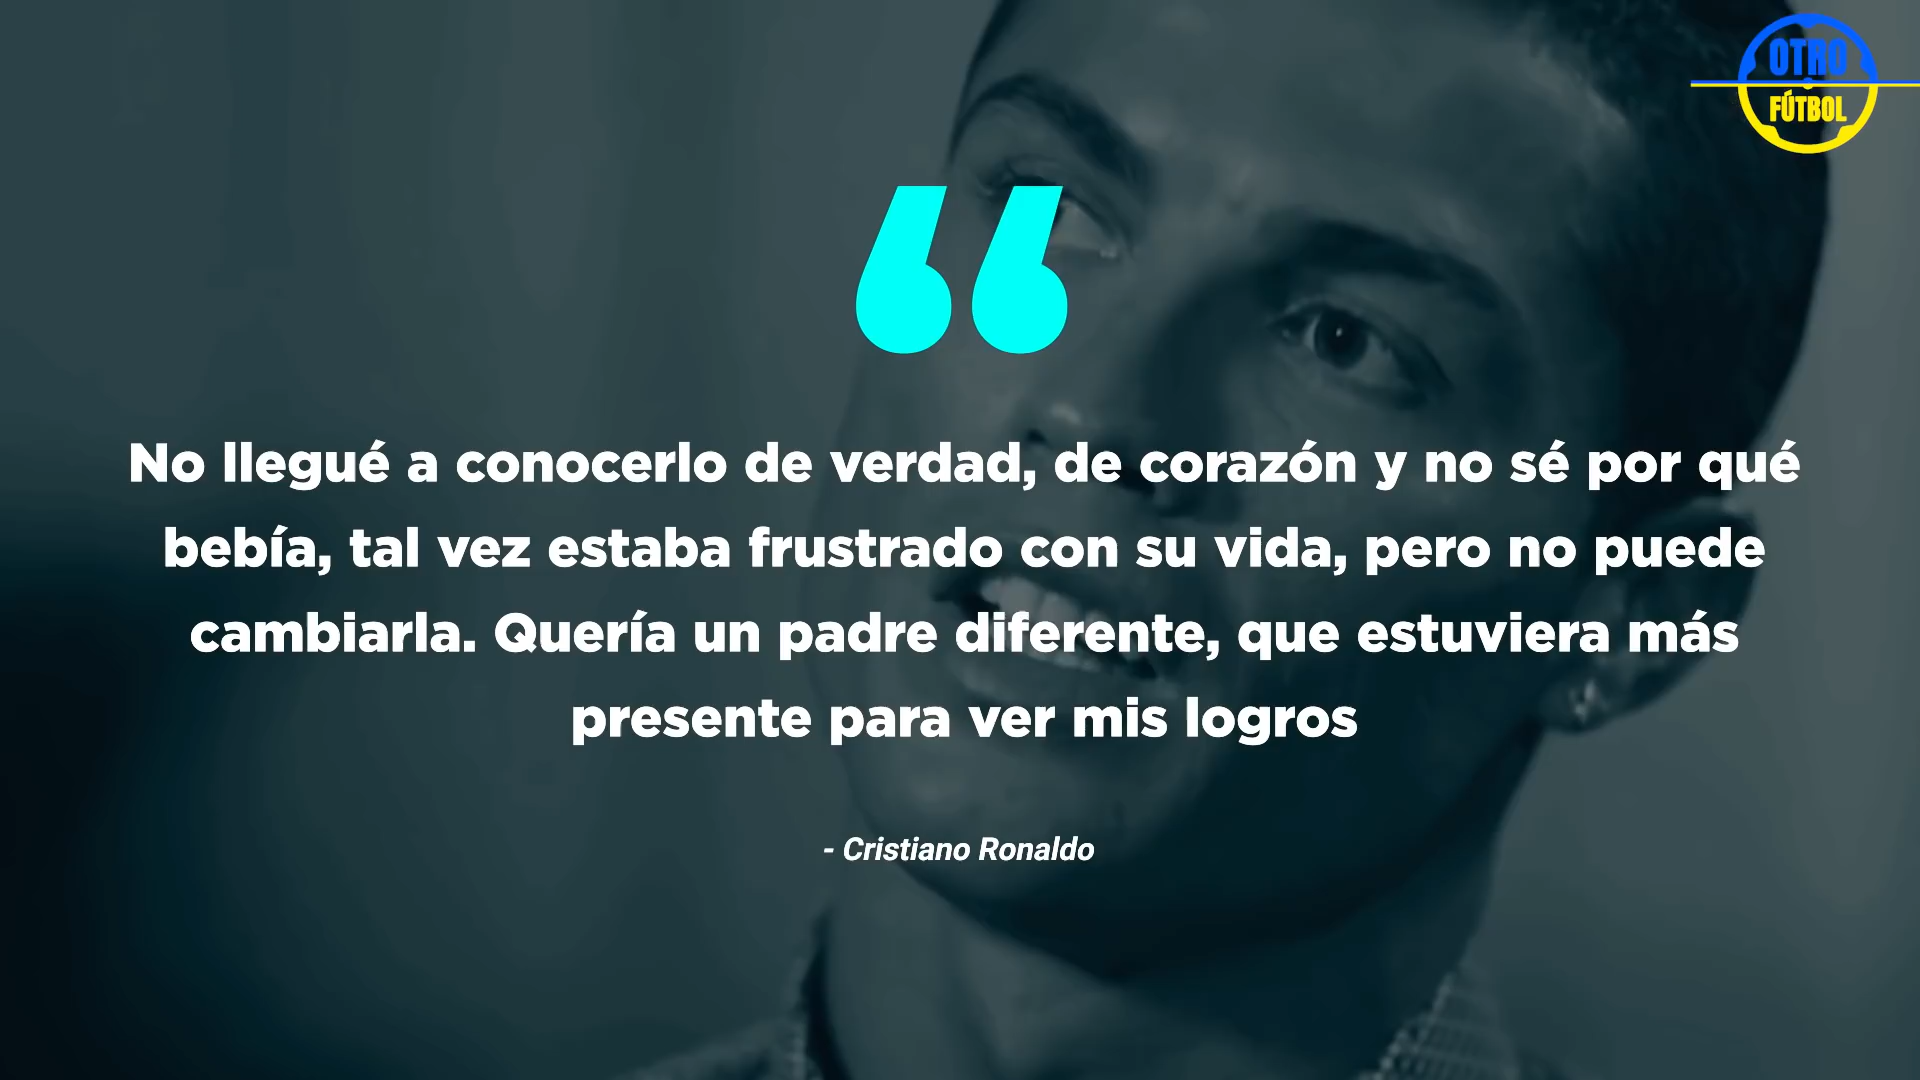 OTRO
FÚTBOL
No llegué a conocerlo de verdad, de corazón y no sé por qué
bebía, tal vez estaba frustrado con su vida, pero no puede
cambiarla. Quería un padre diferente, que estuviera más
presente para ver mis logros
- Cristiano Ronaldo